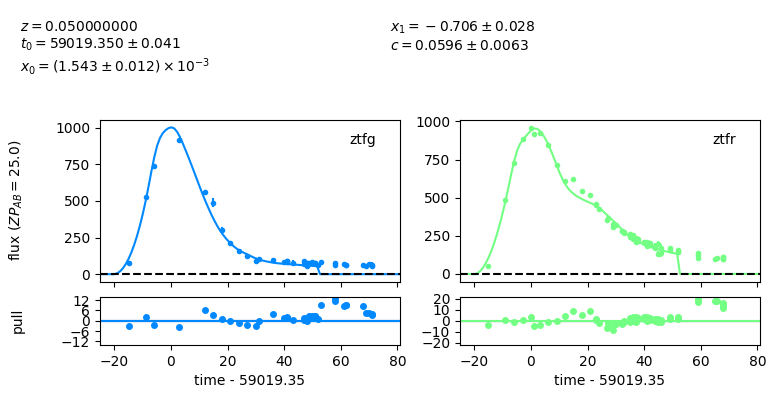 z = 0.050000000
t₀ = 59019.350 ± 0.041
x₀ = (1.543 ± 0.012) × 10⁻³
x₁ = −0.706 ± 0.028
c = 0.0596 ± 0.0063
flux (ZP_AB = 25.0)
1000
750
500
250
0
ztfg
1000
750
500
250
0
ztfr
pull
12
6
0
−6
−12
20
10
0
−10
−20
−20 0 20 40 60 80
−20 0 20 40 60 80
time - 59019.35
time - 59019.35